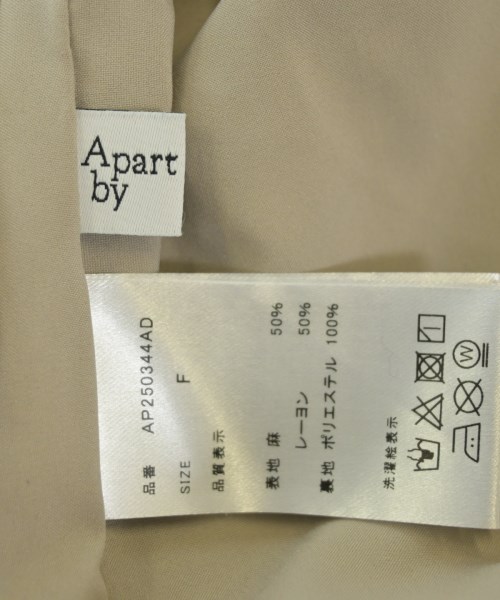 Apart
by
品番 AP250344AD
SIZE F
品質表示
表地 麻 50%
レーヨン 50%
裏地 ポリエステル 100%
洗濯絵表示
W